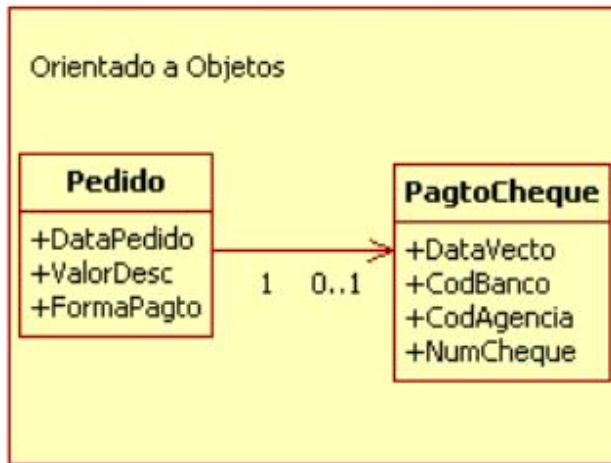 Orientado a Objetos
Pedido
+DataPedido
+ValorDesc
+FormaPagto
1 0..1
PagtoCheque
+DataVecto
+CodBanco
+CodAgencia
+NumCheque